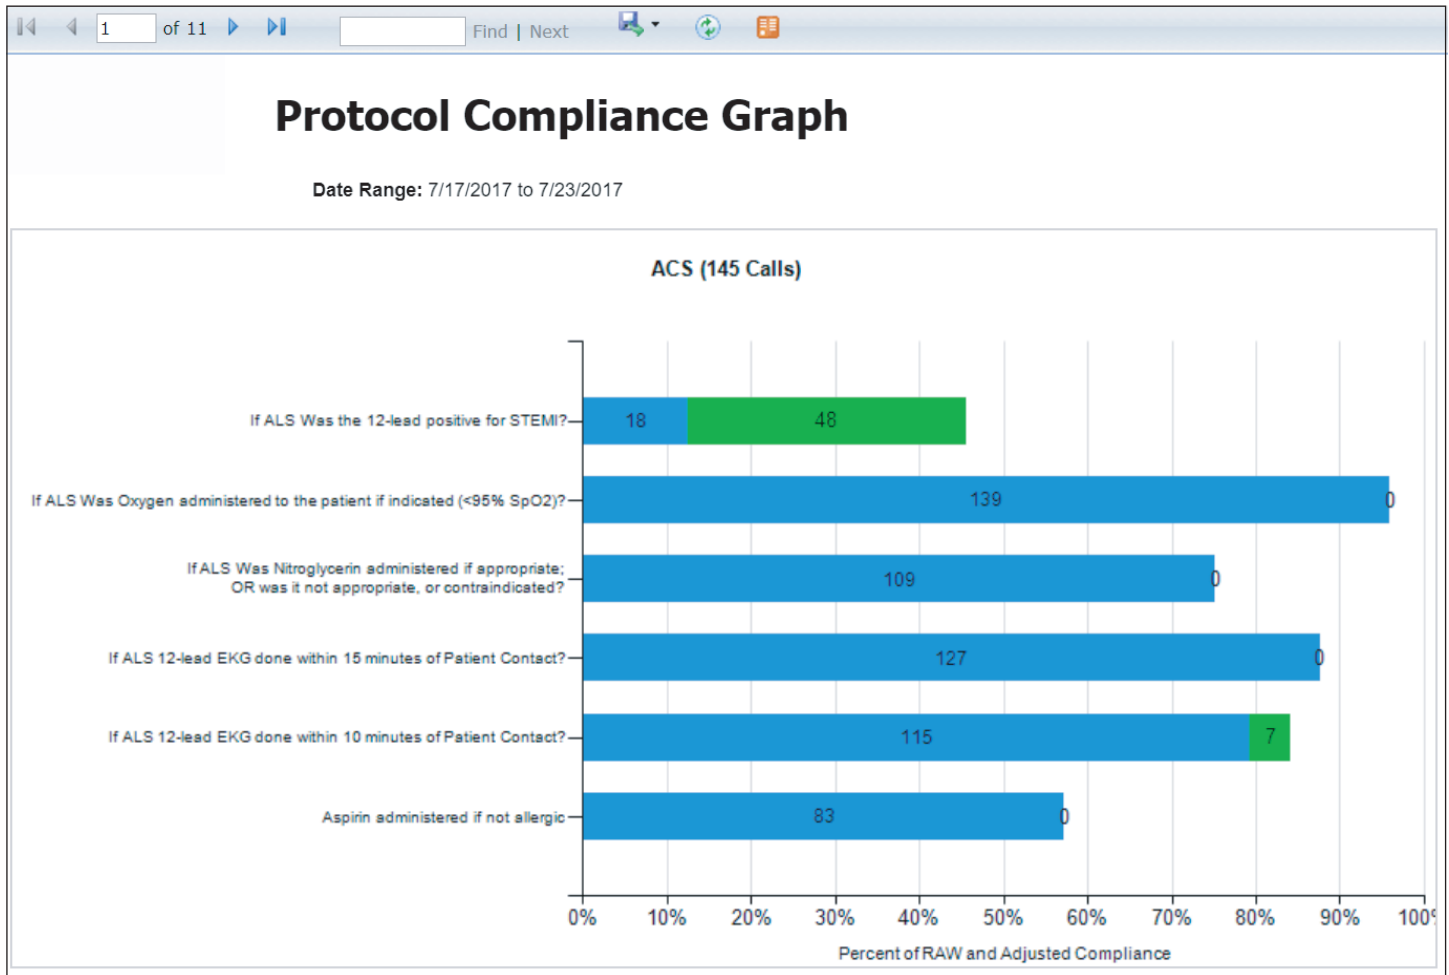 1 of 11 Find | Next
Protocol Compliance Graph
Date Range: 7/17/2017 to 7/23/2017
ACS (145 Calls)
If ALS Was the 12-lead positive for STEMI? 18 48
If ALS Was Oxygen administered to the patient if indicated (<95% SpO2)? 139 0
If ALS Was Nitroglycerin administered if appropriate;
OR was it not appropriate, or contraindicated? 109 0
If ALS 12-lead EKG done within 15 minutes of Patient Contact? 127 0
If ALS 12-lead EKG done within 10 minutes of Patient Contact? 115 7
Aspirin administered if not allergic 83 0
0% 10% 20% 30% 40% 50% 60% 70% 80% 90% 100%
Percent of RAW and Adjusted Compliance